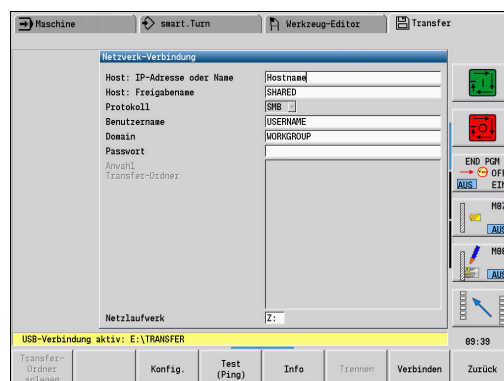 Maschine
smart.Turn
Werkzeug-Editor
Transfer
Netzwerk-Verbindung
Host: IP-Adresse oder Name Hostname
Host: Freigabename SHARED
Protokoll SMB
Benutzername USERNAME
Domain WORKGROUP
Passwort
Anwahl
Transfer-Ordner
Netzlaufwerk Z:
END PGM
OFF
AUS EIN
M07
AUS
M08
AUS
USB-Verbindung aktiv: E:\TRANSFER
09:39
Transfer-
Ordner
anlegen
Konfig.
Test
(Ping)
Info
Trennen
Verbinden
Zurück